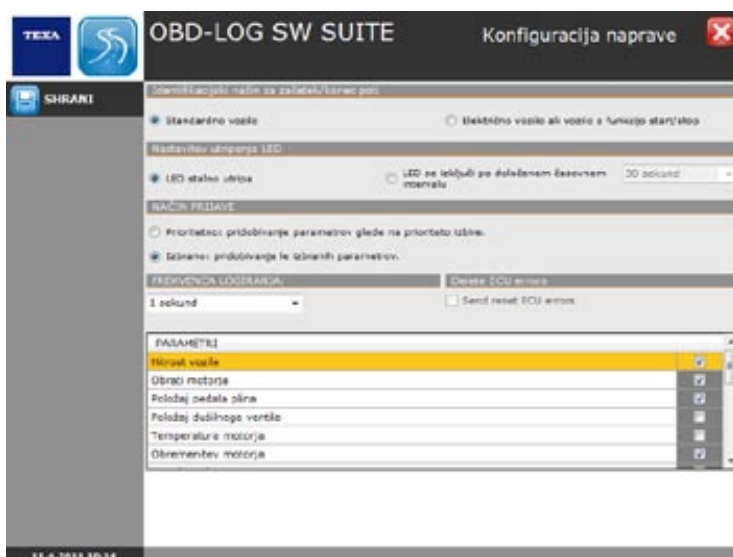 TEXA
OBD-LOG SW SUITE
Konfiguracija naprave
SHRANI
Identifikacijski način za začetek/konec poti
Standardno vozilo
Električno vozilo ali vozilo s funkcijo start/stop
Nastavitev utripanja LED
LED stalno utripa
LED se izključi po določenem časovnem
intervalu
30 sekund
NAČIN PRIJAVE
Prioritetno: pridobivanje parametrov glede na prioriteto izbire.
Izbrano: pridobivanje le izbranih parametrov.
FREKVENCA LOGIRANJA:
Delete ECU errors
1 sekund
Send reset ECU errors
PARAMETRI
Hitrost vozila
Obrati motorja
Položaj pedala plina
Položaj dušilnega ventila
Temperatura motorja
Obremenitev motorja